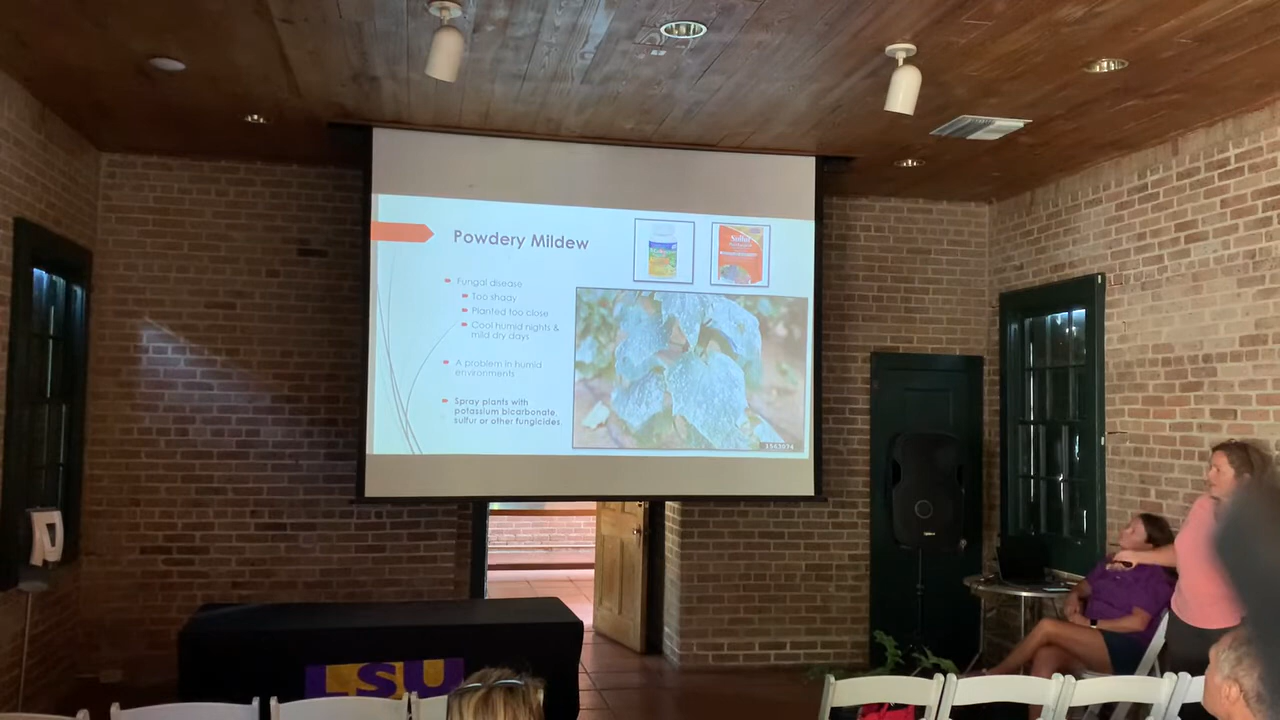 Powdery Mildew
Fungal disease
Too shady
Planted too close
Cool humid nights &
mild dry days
A problem in humid
environments
Spray plants with
potassium bicarbonate,
sulfur or other fungicides.
Sulfur
LSU